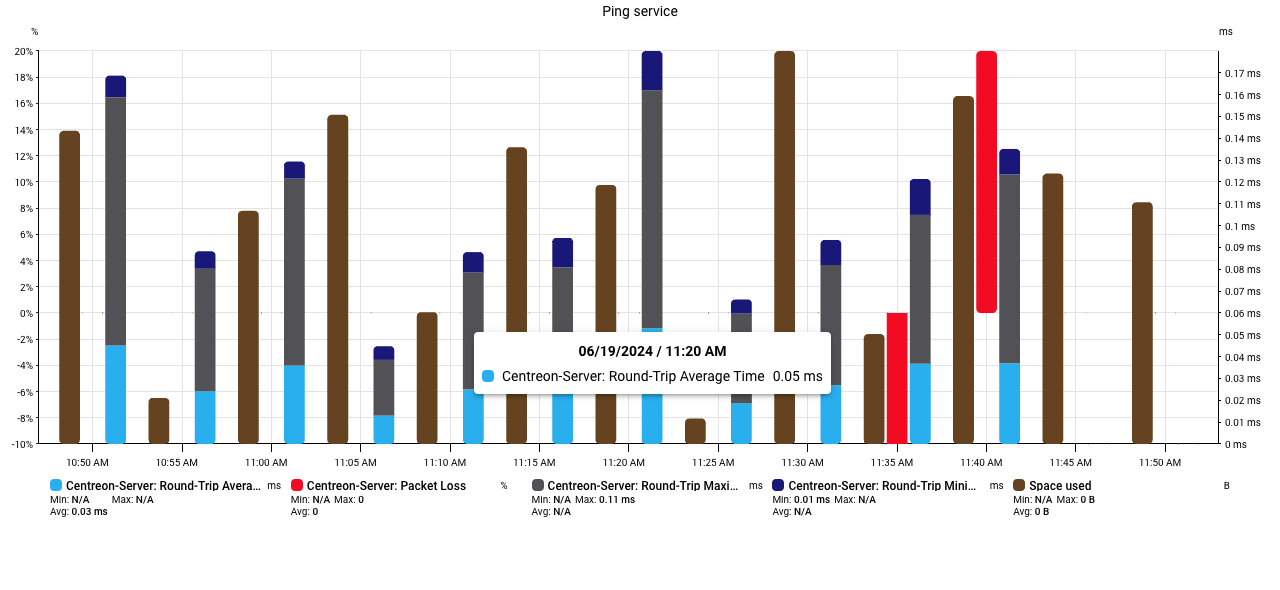 Ping service
% ms
20%
18% 0.17 ms
16% 0.16 ms
0.15 ms
14% 0.14 ms
12% 0.13 ms
10% 0.12 ms
8% 0.11 ms
6% 0.1 ms
0.09 ms
4% 0.08 ms
2% 0.07 ms
0% 0.06 ms
-2% 0.05 ms
06/19/2024 / 11:20 AM
-4% 0.04 ms
Centreon-Server: Round-Trip Average Time 0.05 ms
-6% 0.03 ms
-8% 0.02 ms
0.01 ms
-10% 0 ms
10:50 AM 10:55 AM 11:00 AM 11:05 AM 11:10 AM 11:15 AM 11:20 AM 11:25 AM 11:30 AM 11:35 AM 11:40 AM 11:45 AM 11:50 AM
Centreon-Server: Round-Trip Avera... ms Centreon-Server: Packet Loss % Centreon-Server: Round-Trip Maxi... ms Centreon-Server: Round-Trip Mini... ms Space used B
Min: N/A Max: N/A Min: N/A Max: 0 Min: N/A Max: 0.11 ms Min: 0.01 ms Max: N/A Min: N/A Max: 0 B
Avg: 0.03 ms Avg: 0 Avg: N/A Avg: N/A Avg: 0 B